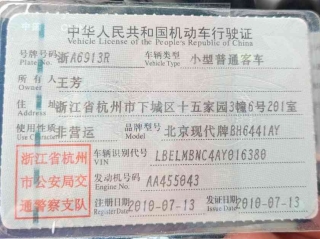 中华人民共和国机动车行驶证
Vehicle License of the People's Republic of China
号牌号码 浙A6913R 车辆类型 小型普通客车
Plate No. Vehicle Type
所有人 王芳
Owner
住址 浙江省杭州市下城区十五家园3幢6号201室
Address
使用性质 非营运 品牌型号 北京现代牌BH6441AY
Use Character Model
浙江省杭州 车辆识别代号 LBELMBNC4AY016380
VIN
市公安局交 发动机号码 AA455043
Engine No.
通警察支队 注册日期 2010-07-13 发证日期 2010-07-13
Register Date Issue Date